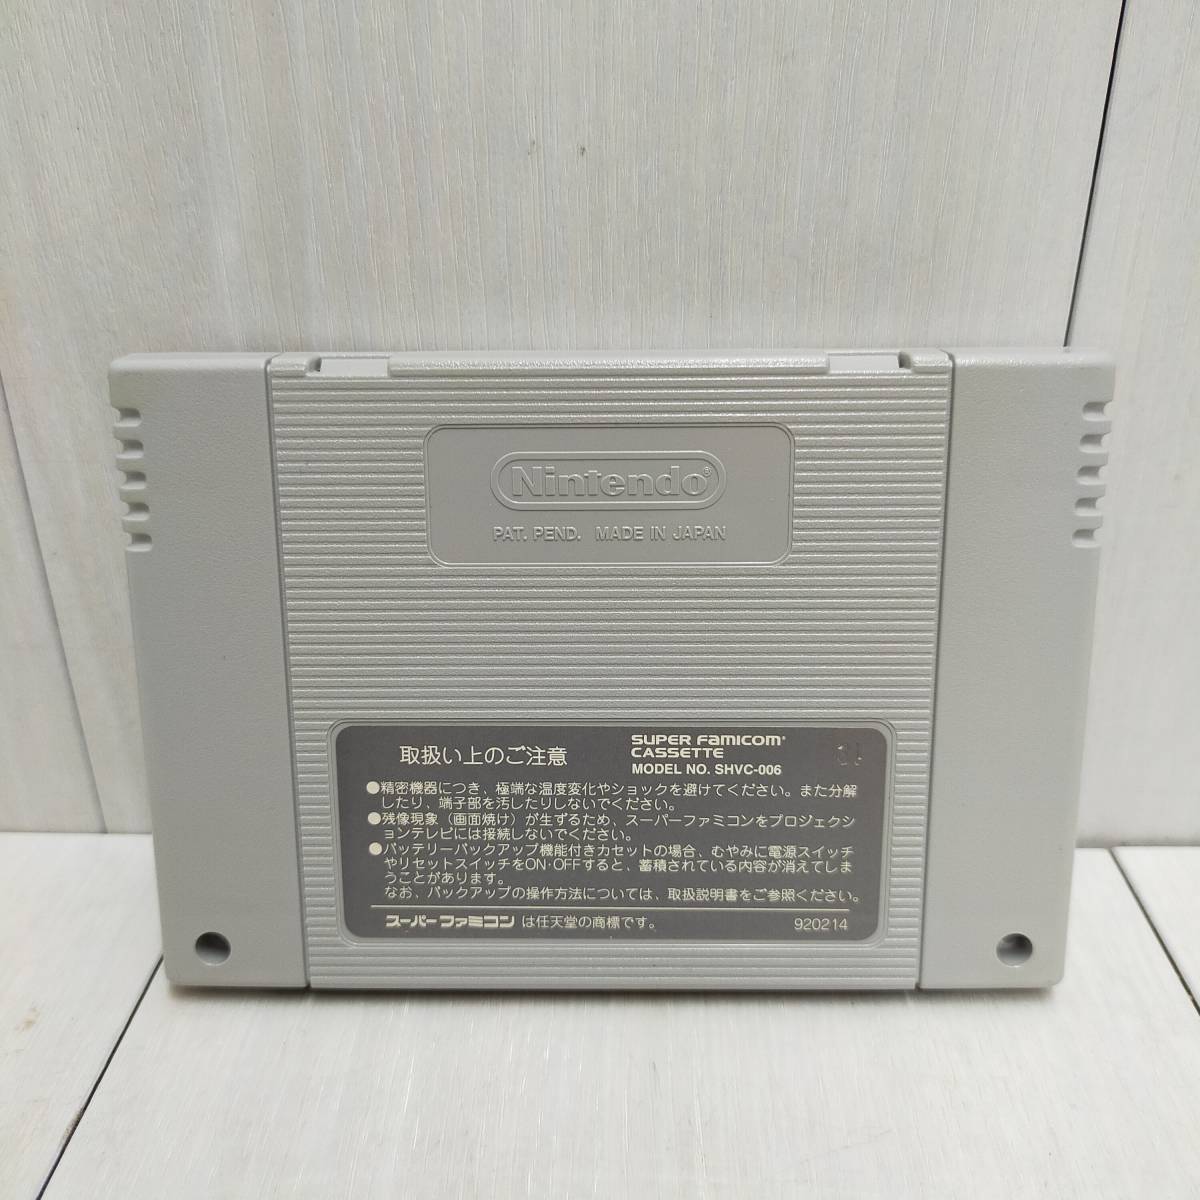 Nintendo®
PAT. PEND. MADE IN JAPAN
取扱い上のご注意
SUPER FAMICOM®
CASSETTE
MODEL NO. SHVC-006
●精密機器につき、極端な温度変化やショックを避けてください。また分解
したり、端子部を汚したりしないでください。
●残像現象（画面焼け）が生ずるため、スーパーファミコンをプロジェクシ
ョンテレビには接続しないでください。
●バッテリーバックアップ機能付きカセットの場合、むやみに電源スイッチ
やリセットスイッチをON・OFFすると、蓄積されている内容が消えてしま
うことがあります。
なお、バックアップの操作方法については、取扱説明書をご参照ください。
スーパーファミコン は任天堂の商標です。
920214